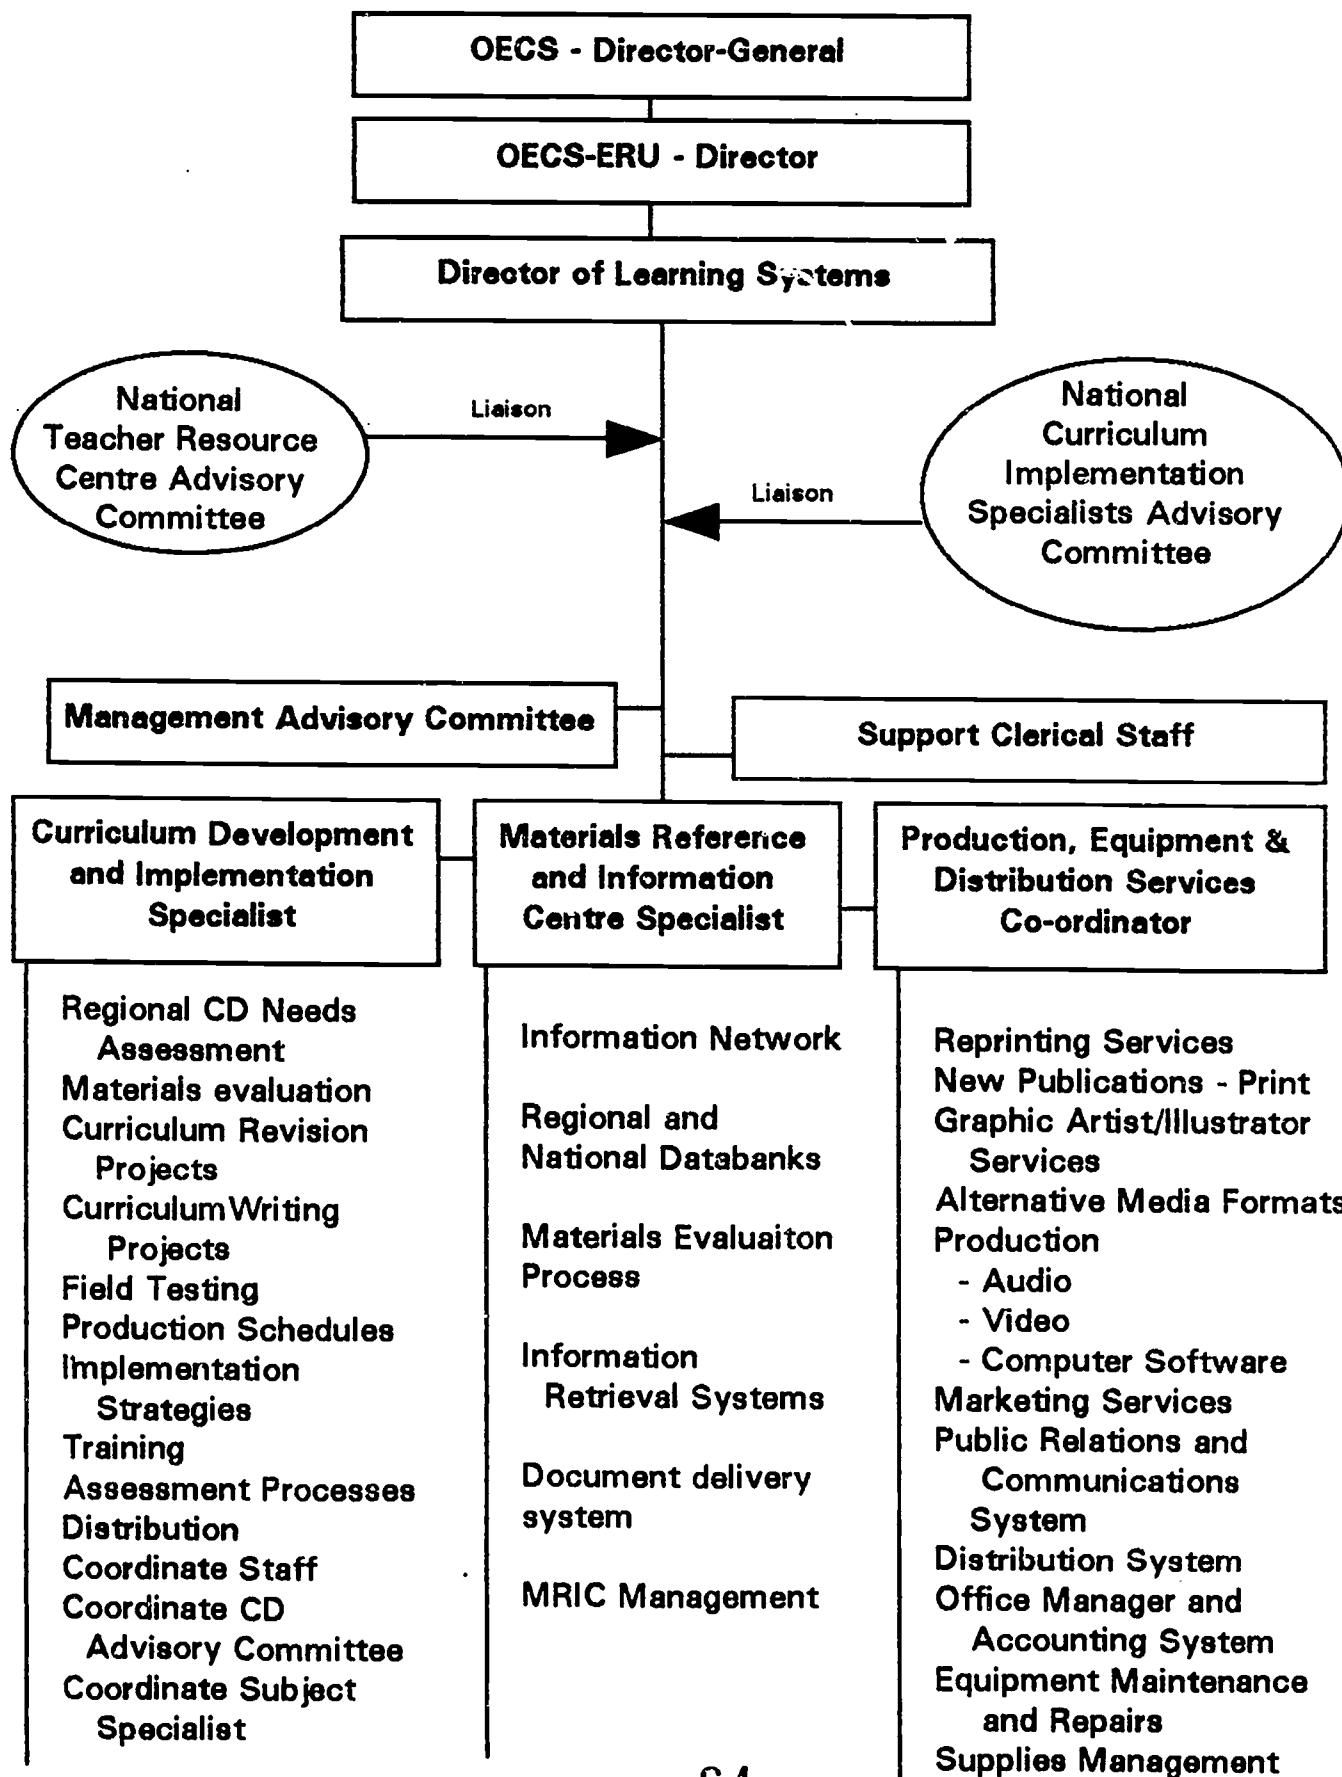 OECS - Director-General
OECS-ERU - Director
Director of Learning Systems
National
Teacher Resource
Centre Advisory
Committee
Liaison
National
Curriculum
Implementation
Specialists Advisory
Committee
Liaison
Management Advisory Committee
Support Clerical Staff
Curriculum Development
and Implementation
Specialist
Materials Reference
and Information
Centre Specialist
Production, Equipment &
Distribution Services
Co-ordinator
Regional CD Needs
Assessment
Materials evaluation
Curriculum Revision
Projects
CurriculumWriting
Projects
Field Testing
Production Schedules
Implementation
Strategies
Training
Assessment Processes
Distribution
Coordinate Staff
Coordinate CD
Advisory Committee
Coordinate Subject
Specialist
Information Network
Regional and
National Databanks
Materials Evaluaiton
Process
Information
Retrieval Systems
Document delivery
system
MRIC Management
Reprinting Services
New Publications - Print
Graphic Artist/Illustrator
Services
Alternative Media Formats
Production
- Audio
- Video
- Computer Software
Marketing Services
Public Relations and
Communications
System
Distribution System
Office Manager and
Accounting System
Equipment Maintenance
and Repairs
Supplies Management